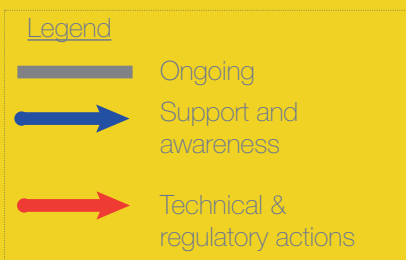 Legend
Ongoing
Support and
awareness
Technical &
regulatory actions